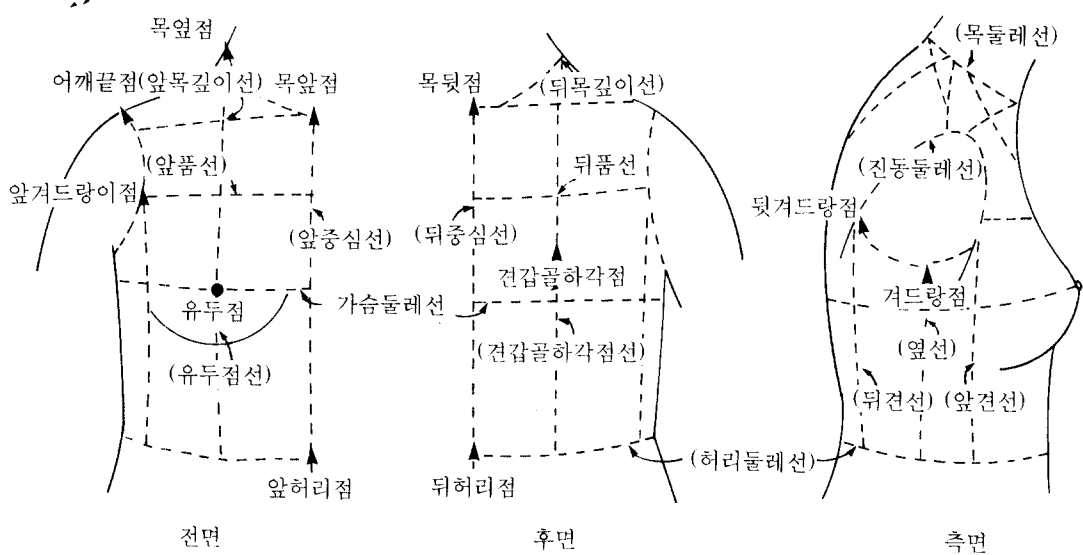 목옆점
어깨끝점(앞목깊이선) 목앞점
(앞품선)
앞겨드랑이점
(앞중심선)
유두점
(유두점선)
앞허리점
전면
목뒷점
(뒤목깊이선)
뒤품선
(뒤중심선)
견갑골하각점
가슴둘레선
(견갑골하각점선)
(허리둘레선)
뒤허리점
후면
(목둘레선)
(진동둘레선)
뒷겨드랑점
겨드랑점
(옆선)
(뒤견선) (앞견선)
측면